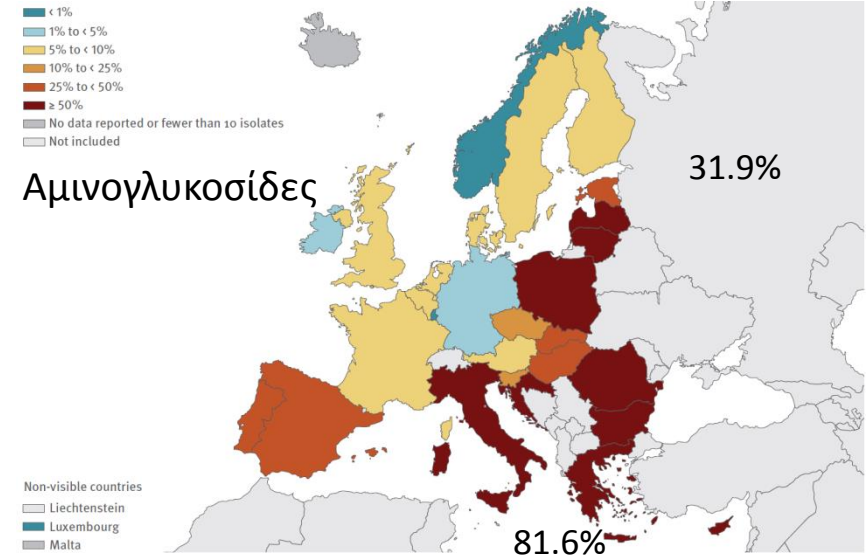 ‹ 1%
1% to ‹ 5%
5% to ‹ 10%
10% to ‹ 25%
25% to ‹ 50%
≥ 50%
No data reported or fewer than 10 isolates
Not included
Αμινογλυκοσίδες
31.9%
Non-visible countries
Liechtenstein
Luxembourg
Malta
81.6%